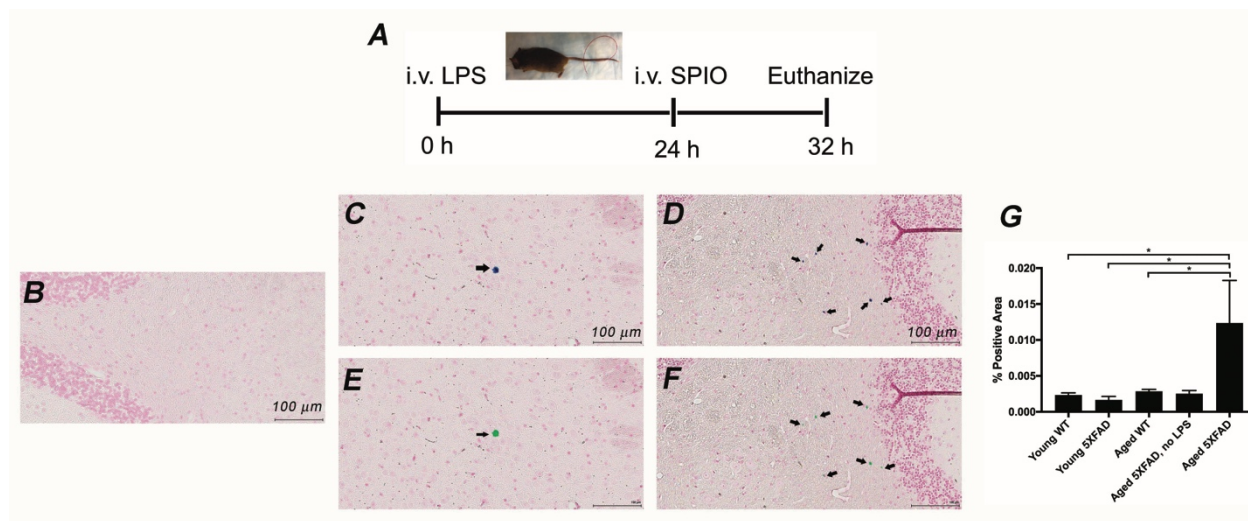 A
i.v. LPS i.v. SPIO Euthanize
0 h 24 h 32 h
B
100 μm
C
100 μm
D
100 μm
E
F
G
* 
*
*
% Positive Area
0.020
0.015
0.010
0.005
0.000
Young WT
Young 5XFAD
Aged WT
Aged 5XFAD, no LPS
Aged 5XFAD